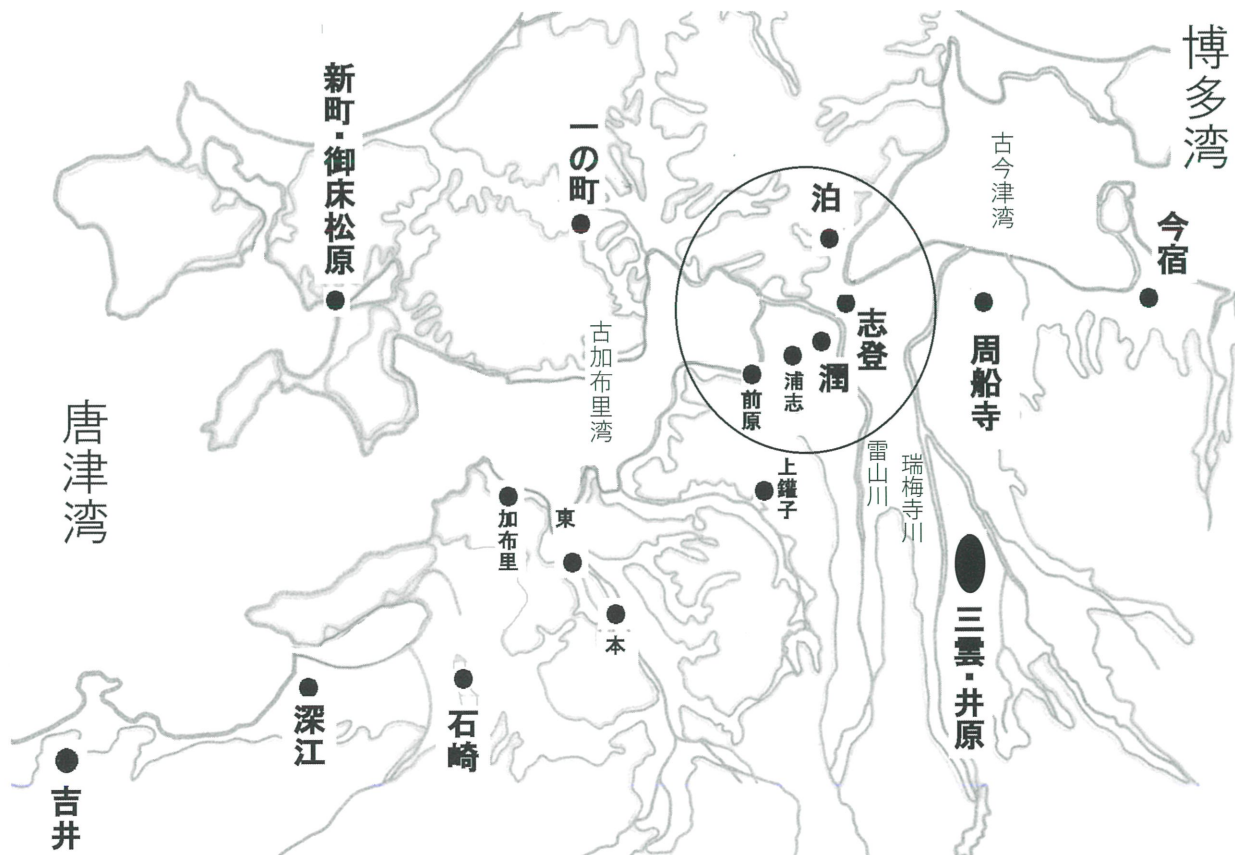 博多湾
新町・御床松原
一の町
古今津湾
泊
今宿
志登
周船寺
潤
浦志
前原
古加布里湾
唐津湾
雷山川
瑞梅寺川
上鑵子
加布里
東
本
三雲・井原
石崎
深江
吉井